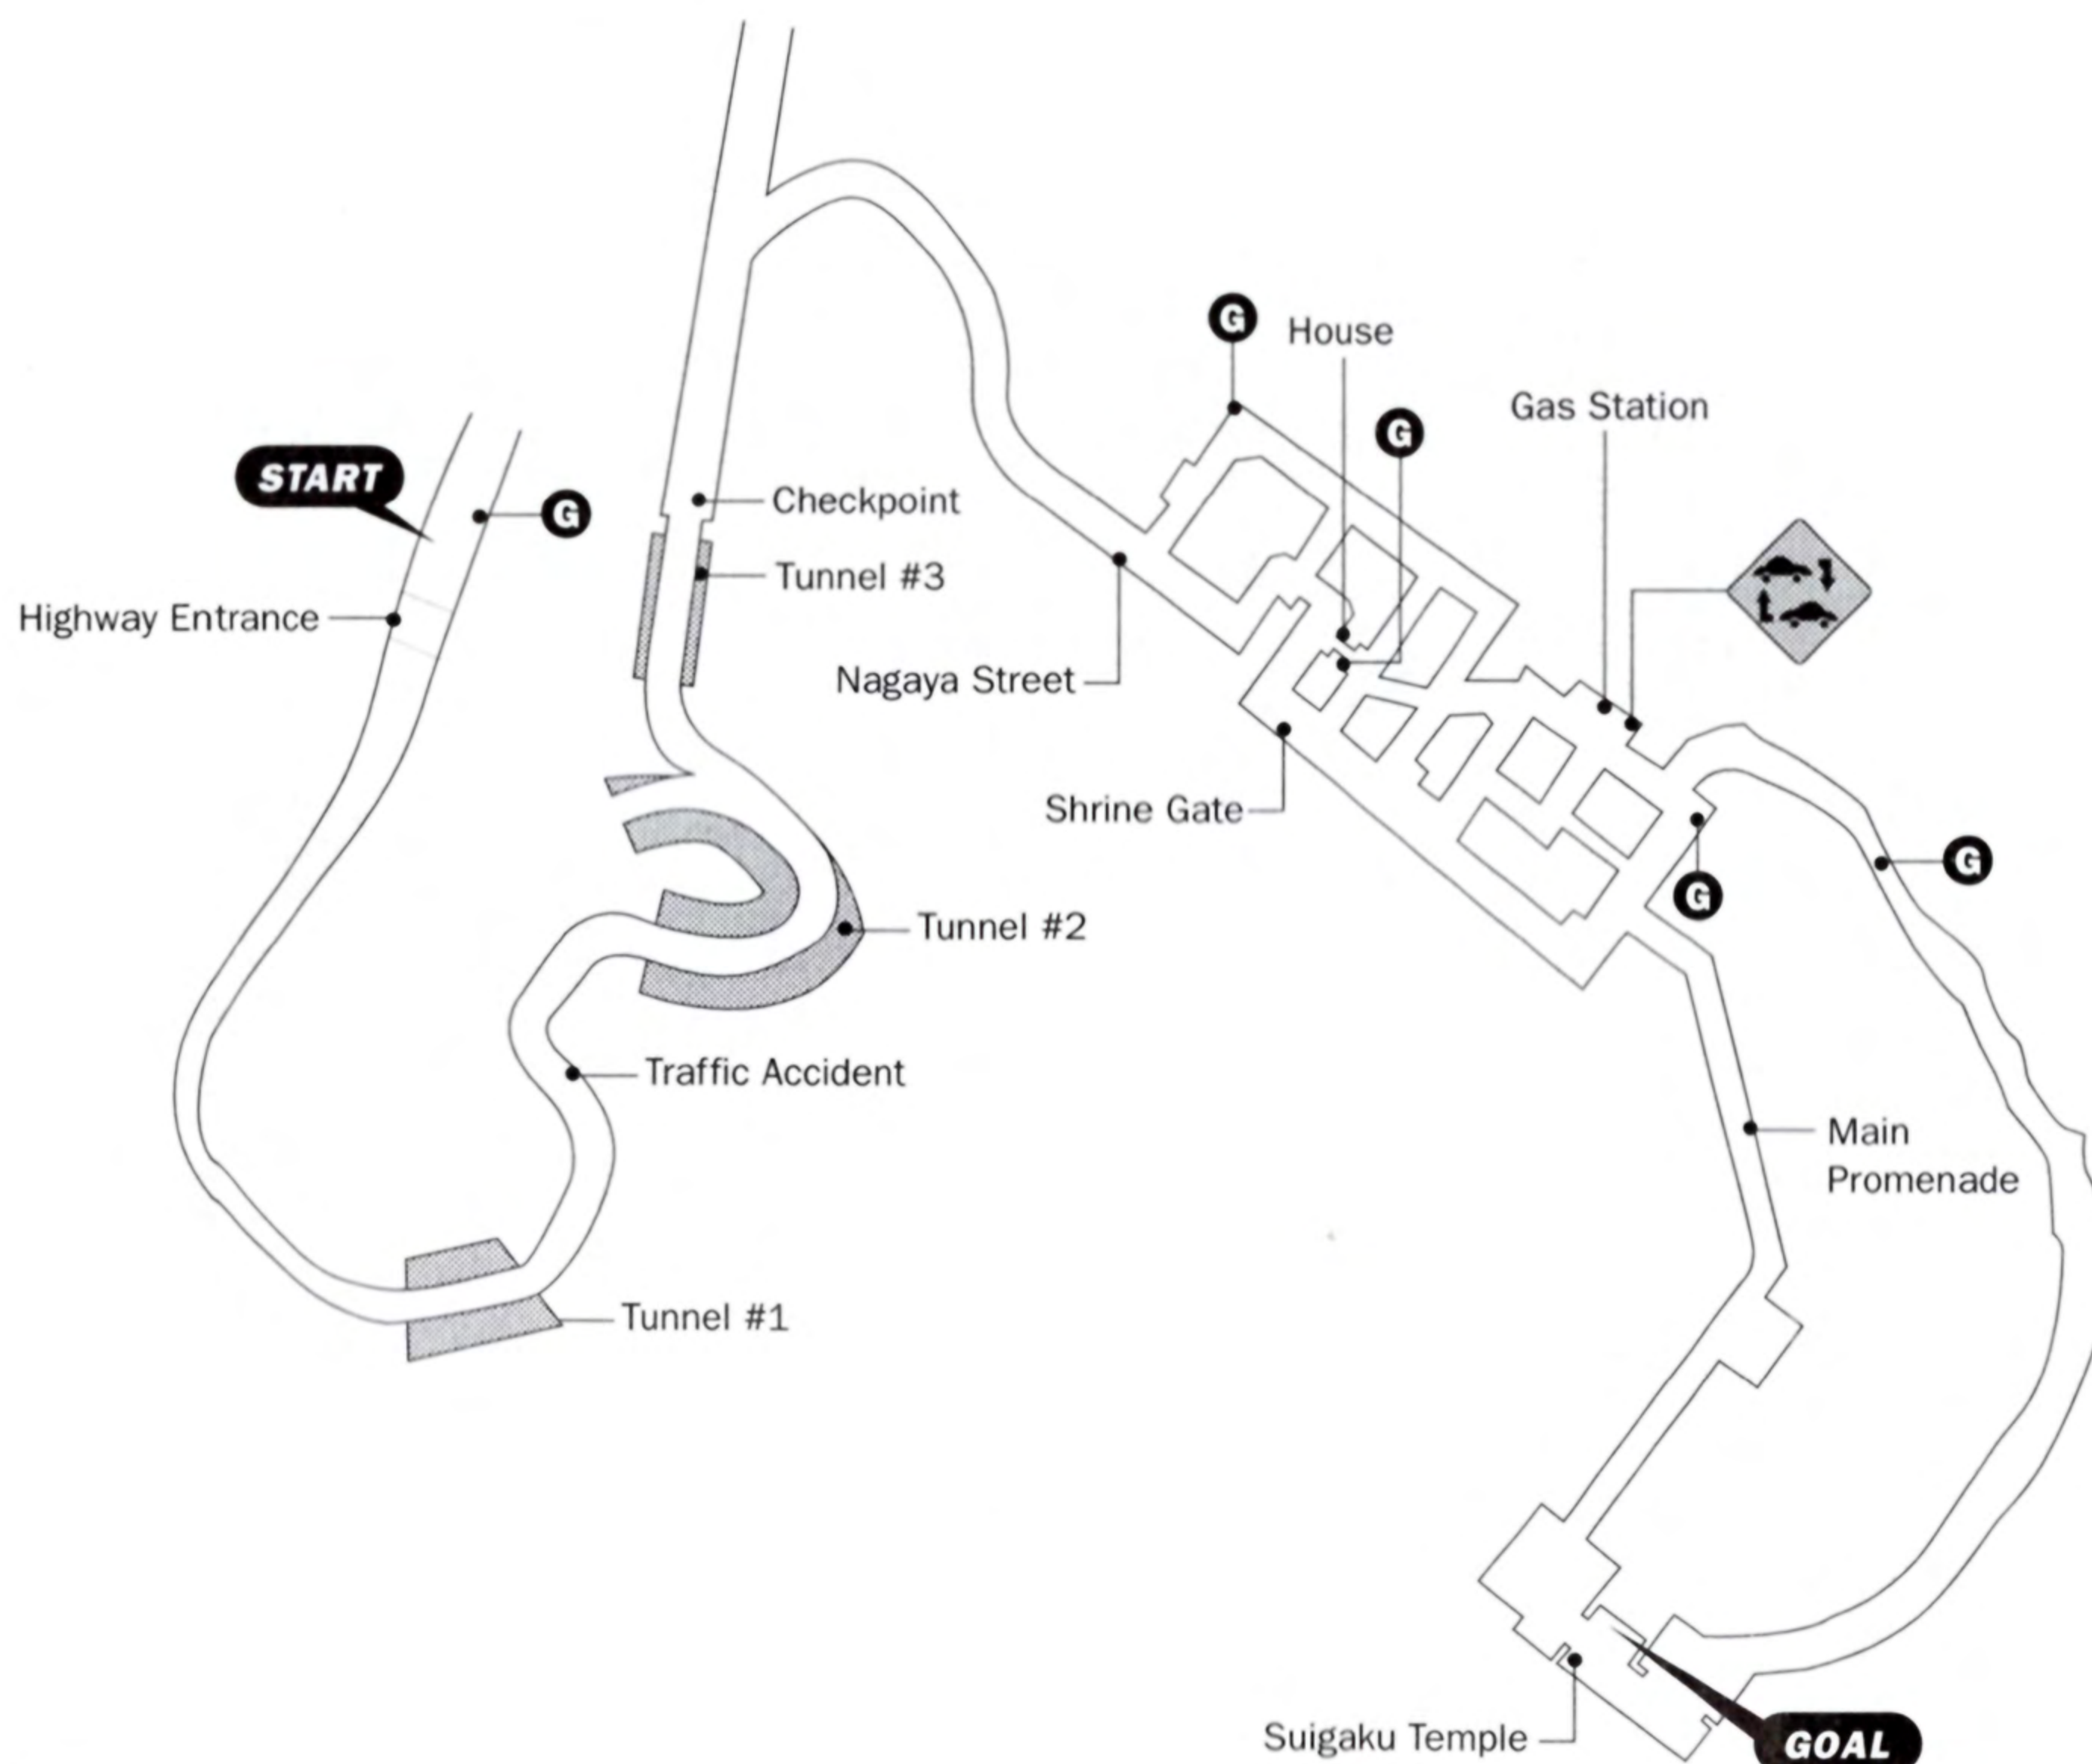 G
House
Gas Station
G
START
G
Checkpoint
Tunnel #3
Highway Entrance
Nagaya Street
Shrine Gate
G
G
Tunnel #2
Traffic Accident
Main
Promenade
Tunnel #1
Suigaku Temple
GOAL